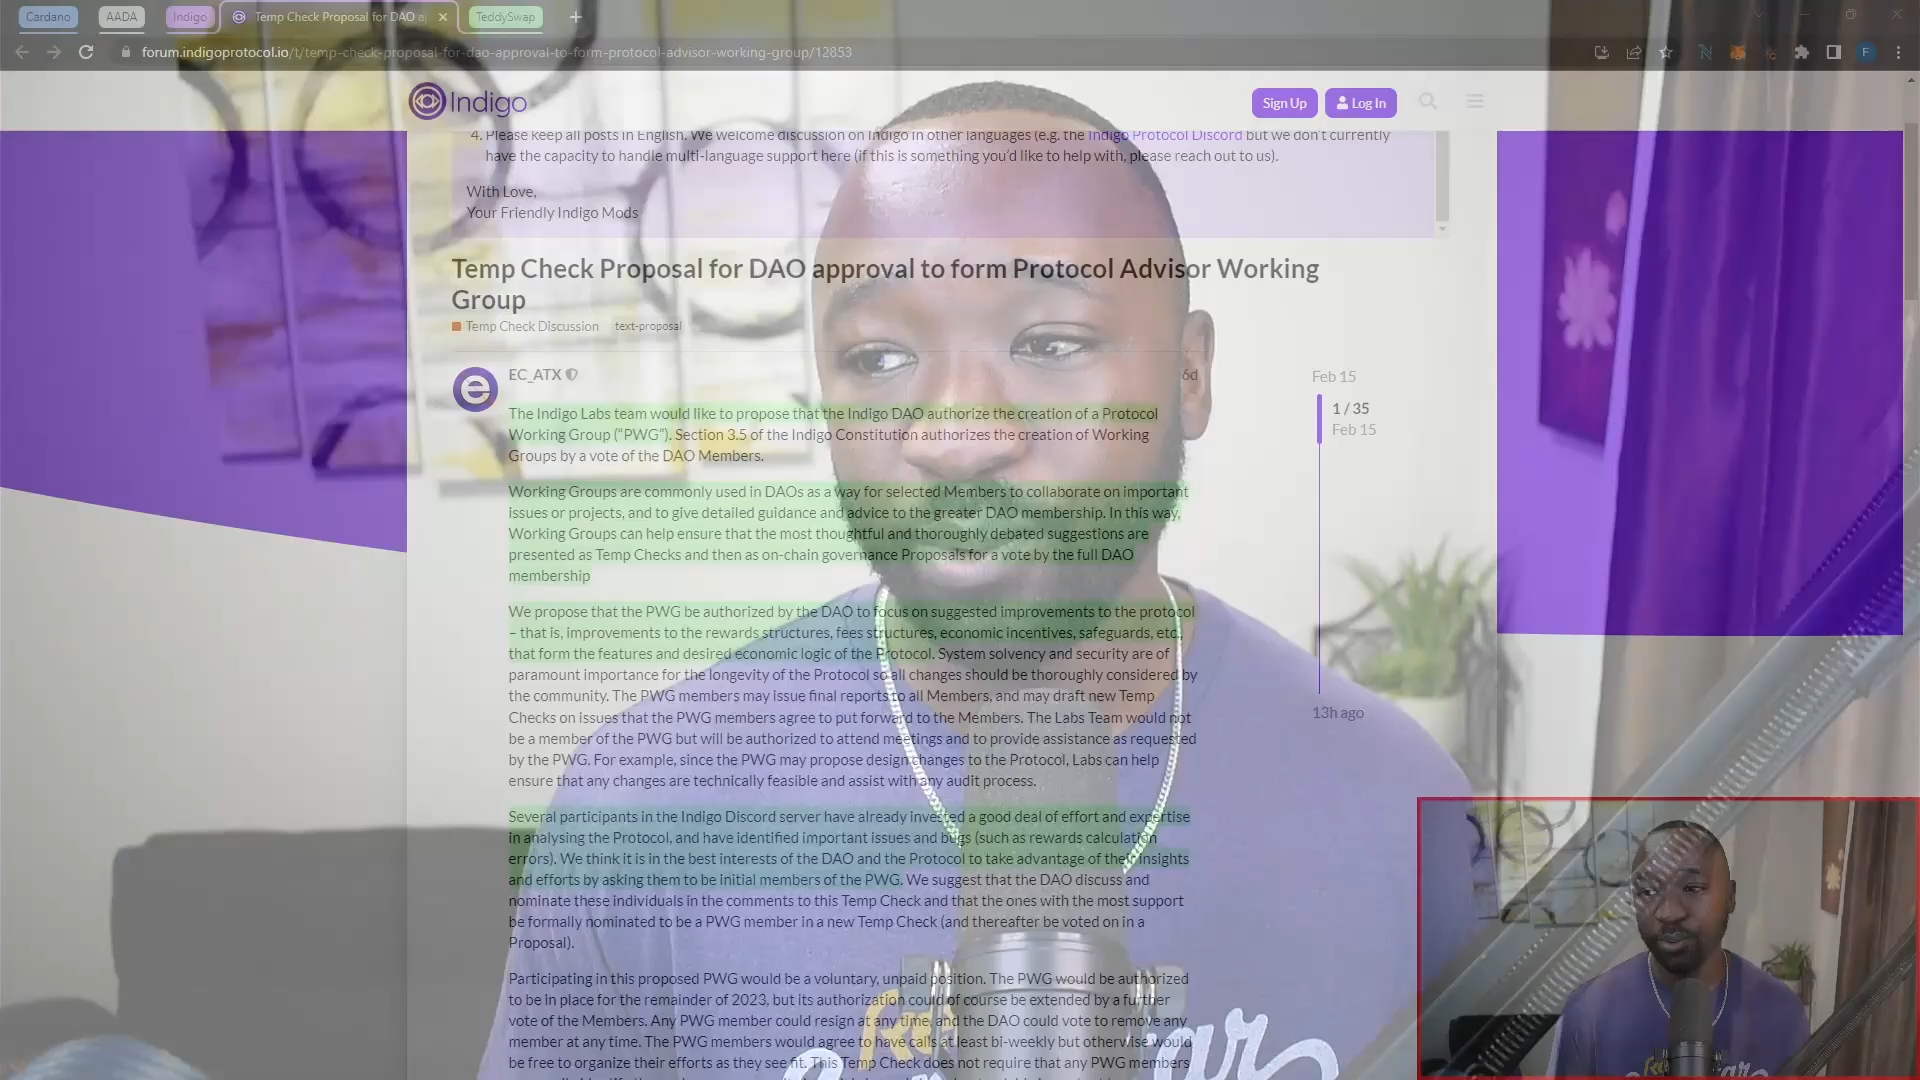 Cardano
AADA
Indigo
Temp Check Proposal for DAO a
TeddySwap
forum.indigoprotocol.io/t/temp-check-proposal-for-dao-approval-to-form-protocol-advisor-working-group/12853
F
Indigo
Sign Up
Log In
4. Please keep all posts in English. We welcome discussion on Indigo in other languages (e.g. the Indigo Protocol Discord but we don't currently
have the capacity to handle multi-language support here (if this is something you'd like to help with, please reach out to us).
With Love,
Your Friendly Indigo Mods
Temp Check Proposal for DAO approval to form Protocol Advisor Working
Group
Temp Check Discussion text-proposal
EC_ATX
6d
The Indigo Labs team would like to propose that the Indigo DAO authorize the creation of a Protocol
Working Group (“PWG”). Section 3.5 of the Indigo Constitution authorizes the creation of Working
Groups by a vote of the DAO Members.
Working Groups are commonly used in DAOs as a way for selected Members to collaborate on important
issues or projects, and to give detailed guidance and advice to the greater DAO membership. In this way,
Working Groups can help ensure that the most thoughtful and thoroughly debated suggestions are
presented as Temp Checks and then as on-chain governance Proposals for a vote by the full DAO
membership
We propose that the PWG be authorized by the DAO to focus on suggested improvements to the protocol
– that is, improvements to the rewards structures, fees structures, economic incentives, safeguards, etc.,
that form the features and desired economic logic of the Protocol. System solvency and security are of
paramount importance for the longevity of the Protocol so all changes should be thoroughly considered by
the community. The PWG members may issue final reports to all Members, and may draft new Temp
Checks on issues that the PWG members agree to put forward to the Members. The Labs Team would not
be a member of the PWG but will be authorized to attend meetings and to provide assistance as requested
by the PWG. For example, since the PWG may propose design changes to the Protocol, Labs can help
ensure that any changes are technically feasible and assist with any audit process.
Several participants in the Indigo Discord server have already invested a good deal of effort and expertise
in analysing the Protocol, and have identified important issues and bugs (such as rewards calculation
errors). We think it is in the best interests of the DAO and the Protocol to take advantage of their insights
and efforts by asking them to be initial members of the PWG. We suggest that the DAO discuss and
nominate these individuals in the comments to this Temp Check and that the ones with the most support
be formally nominated to be a PWG member in a new Temp Check (and thereafter be voted on in a
Proposal).
Participating in this proposed PWG would be a voluntary, unpaid position. The PWG would be authorized
to be in place for the remainder of 2023, but its authorization could of course be extended by a further
vote of the Members. Any PWG member could resign at any time, and the DAO could vote to remove any
member at any time. The PWG members would agree to have calls at least bi-weekly but otherwise would
be free to organize their efforts as they see fit. This Temp Check does not require that any PWG members
Feb 15
1 / 35
Feb 15
13h ago